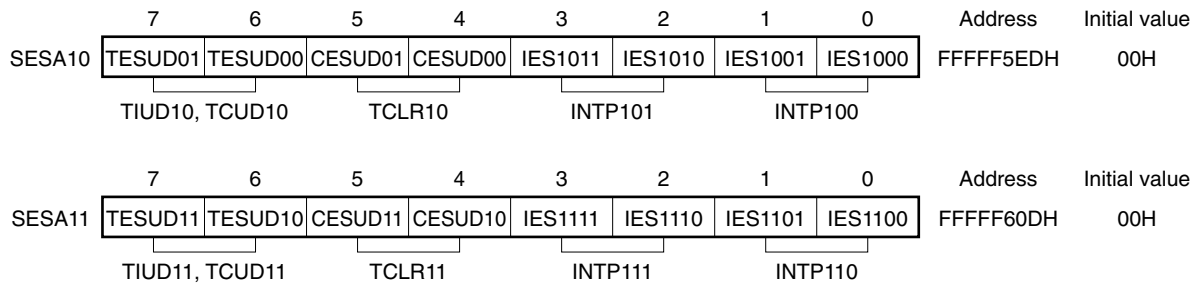 7 6 5 4 3 2 1 0 Address Initial value
SESA10 TESUD01 TESUD00 CESUD01 CESUD00 IES1011 IES1010 IES1001 IES1000 FFFFF5EDH 00H
TIUD10, TCUD10 TCLR10 INTP101 INTP100
7 6 5 4 3 2 1 0 Address Initial value
SESA11 TESUD11 TESUD10 CESUD11 CESUD10 IES1111 IES1110 IES1101 IES1100 FFFFF60DH 00H
TIUD11, TCUD11 TCLR11 INTP111 INTP110